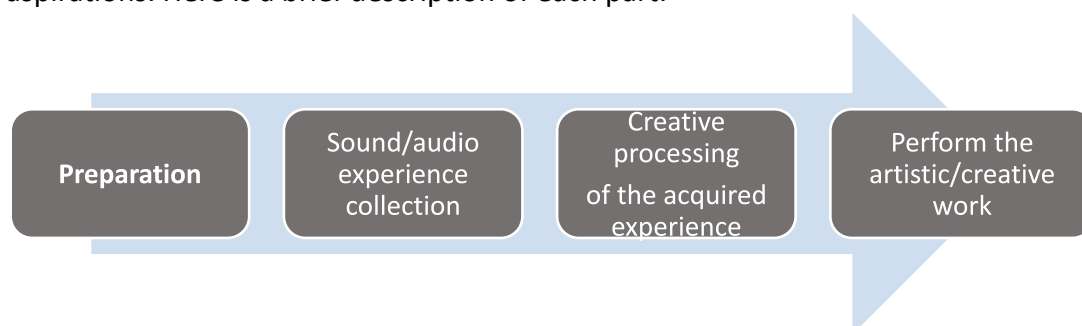 aspirations. Here is a brief description of each part.
Preparation
Sound/audio
experience
collection
Creative
processing
of the acquired
experience
Perform the
artistic/creative
work